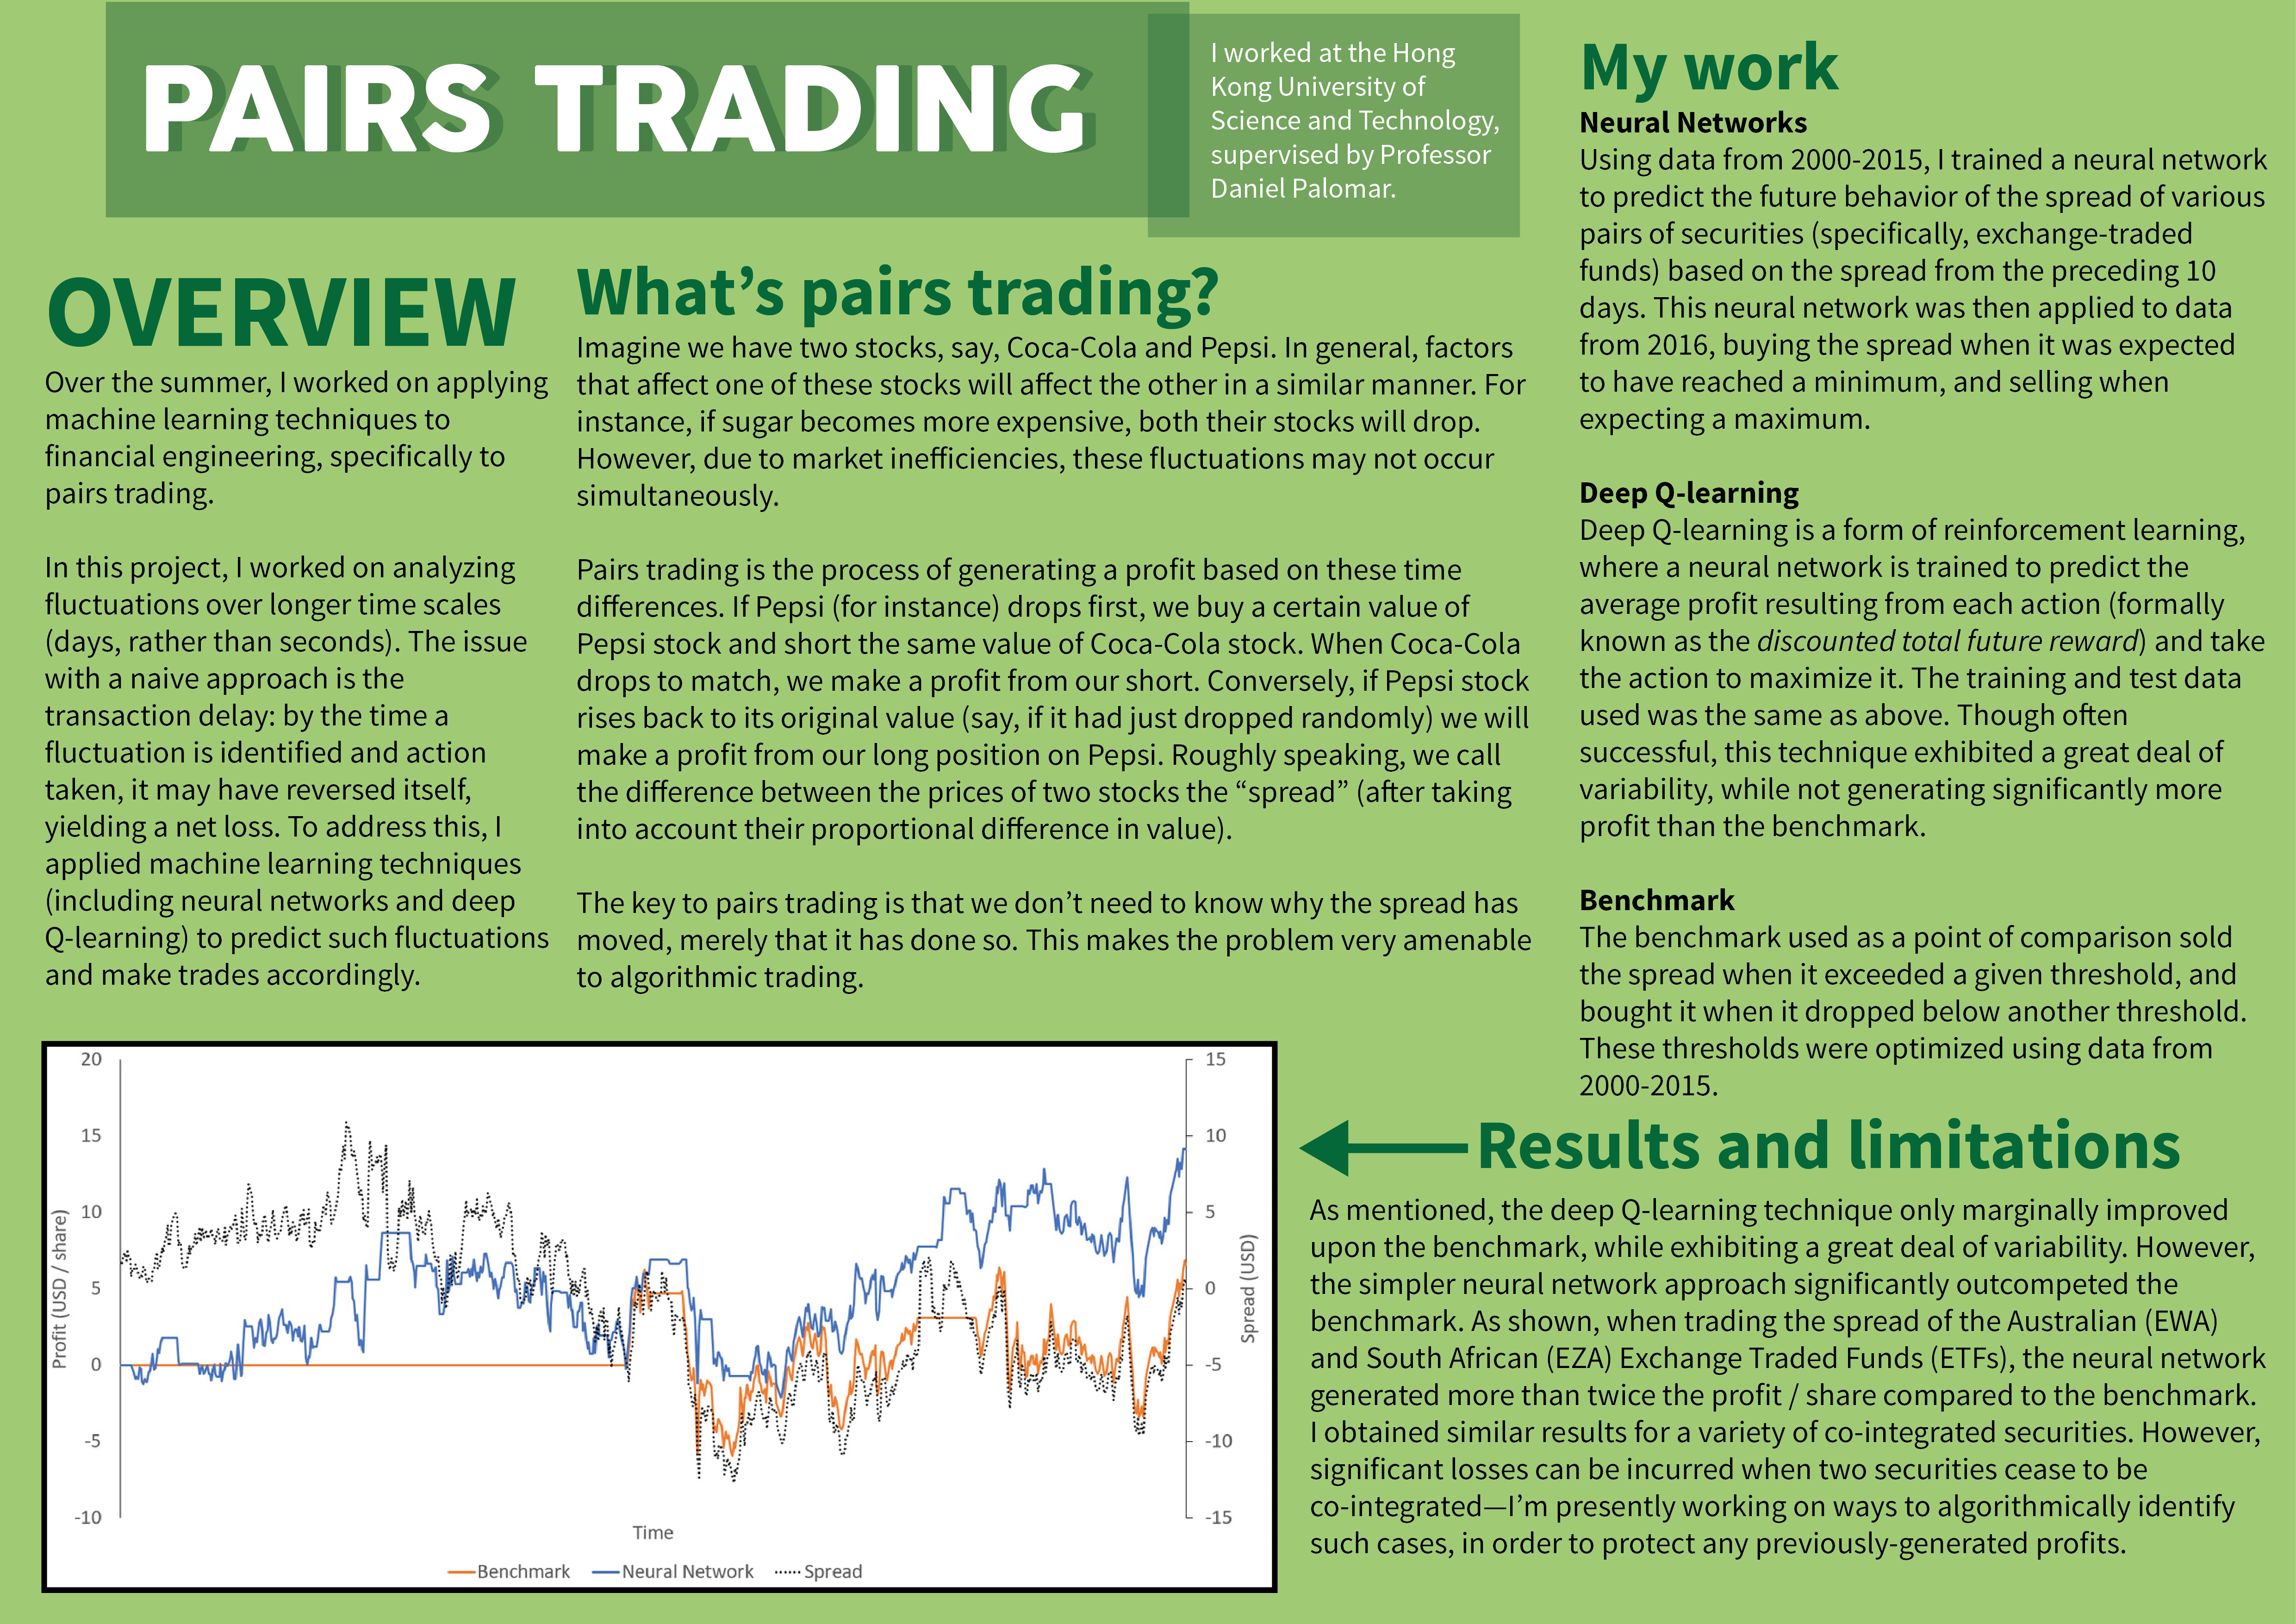 PAIRS TRADING
I worked at the Hong
Kong University of
Science and Technology,
supervised by Professor
Daniel Palomar.
OVERVIEW
Over the summer, I worked on applying
machine learning techniques to
financial engineering, specifically to
pairs trading.
In this project, I worked on analyzing
fluctuations over longer time scales
(days, rather than seconds). The issue
with a naive approach is the
transaction delay: by the time a
fluctuation is identified and action
taken, it may have reversed itself,
yielding a net loss. To address this, I
applied machine learning techniques
(including neural networks and deep
Q-learning) to predict such fluctuations
and make trades accordingly.
What’s pairs trading?
Imagine we have two stocks, say, Coca-Cola and Pepsi. In general, factors
that affect one of these stocks will affect the other in a similar manner. For
instance, if sugar becomes more expensive, both their stocks will drop.
However, due to market inefficiencies, these fluctuations may not occur
simultaneously.
Pairs trading is the process of generating a profit based on these time
differences. If Pepsi (for instance) drops first, we buy a certain value of
Pepsi stock and short the same value of Coca-Cola stock. When Coca-Cola
drops to match, we make a profit from our short. Conversely, if Pepsi stock
rises back to its original value (say, if it had just dropped randomly) we will
make a profit from our long position on Pepsi. Roughly speaking, we call
the difference between the prices of two stocks the “spread” (after taking
into account their proportional difference in value).
The key to pairs trading is that we don’t need to know why the spread has
moved, merely that it has done so. This makes the problem very amenable
to algorithmic trading.
My work
Neural Networks
Using data from 2000-2015, I trained a neural network
to predict the future behavior of the spread of various
pairs of securities (specifically, exchange-traded
funds) based on the spread from the preceding 10
days. This neural network was then applied to data
from 2016, buying the spread when it was expected
to have reached a minimum, and selling when
expecting a maximum.
Deep Q-learning
Deep Q-learning is a form of reinforcement learning,
where a neural network is trained to predict the
average profit resulting from each action (formally
known as the discounted total future reward) and take
the action to maximize it. The training and test data
used was the same as above. Though often
successful, this technique exhibited a great deal of
variability, while not generating significantly more
profit than the benchmark.
Benchmark
The benchmark used as a point of comparison sold
the spread when it exceeded a given threshold, and
bought it when it dropped below another threshold.
These thresholds were optimized using data from
2000-2015.
Results and limitations
As mentioned, the deep Q-learning technique only marginally improved
upon the benchmark, while exhibiting a great deal of variability. However,
the simpler neural network approach significantly outcompeted the
benchmark. As shown, when trading the spread of the Australian (EWA)
and South African (EZA) Exchange Traded Funds (ETFs), the neural network
generated more than twice the profit / share compared to the benchmark.
I obtained similar results for a variety of co-integrated securities. However,
significant losses can be incurred when two securities cease to be
co-integrated—I’m presently working on ways to algorithmically identify
such cases, in order to protect any previously-generated profits.
Profit (USD / share)
20
15
10
5
0
-5
-10
15
10
5
0
-5
-10
-15
Spread (USD)
Time
Benchmark Neural Network Spread